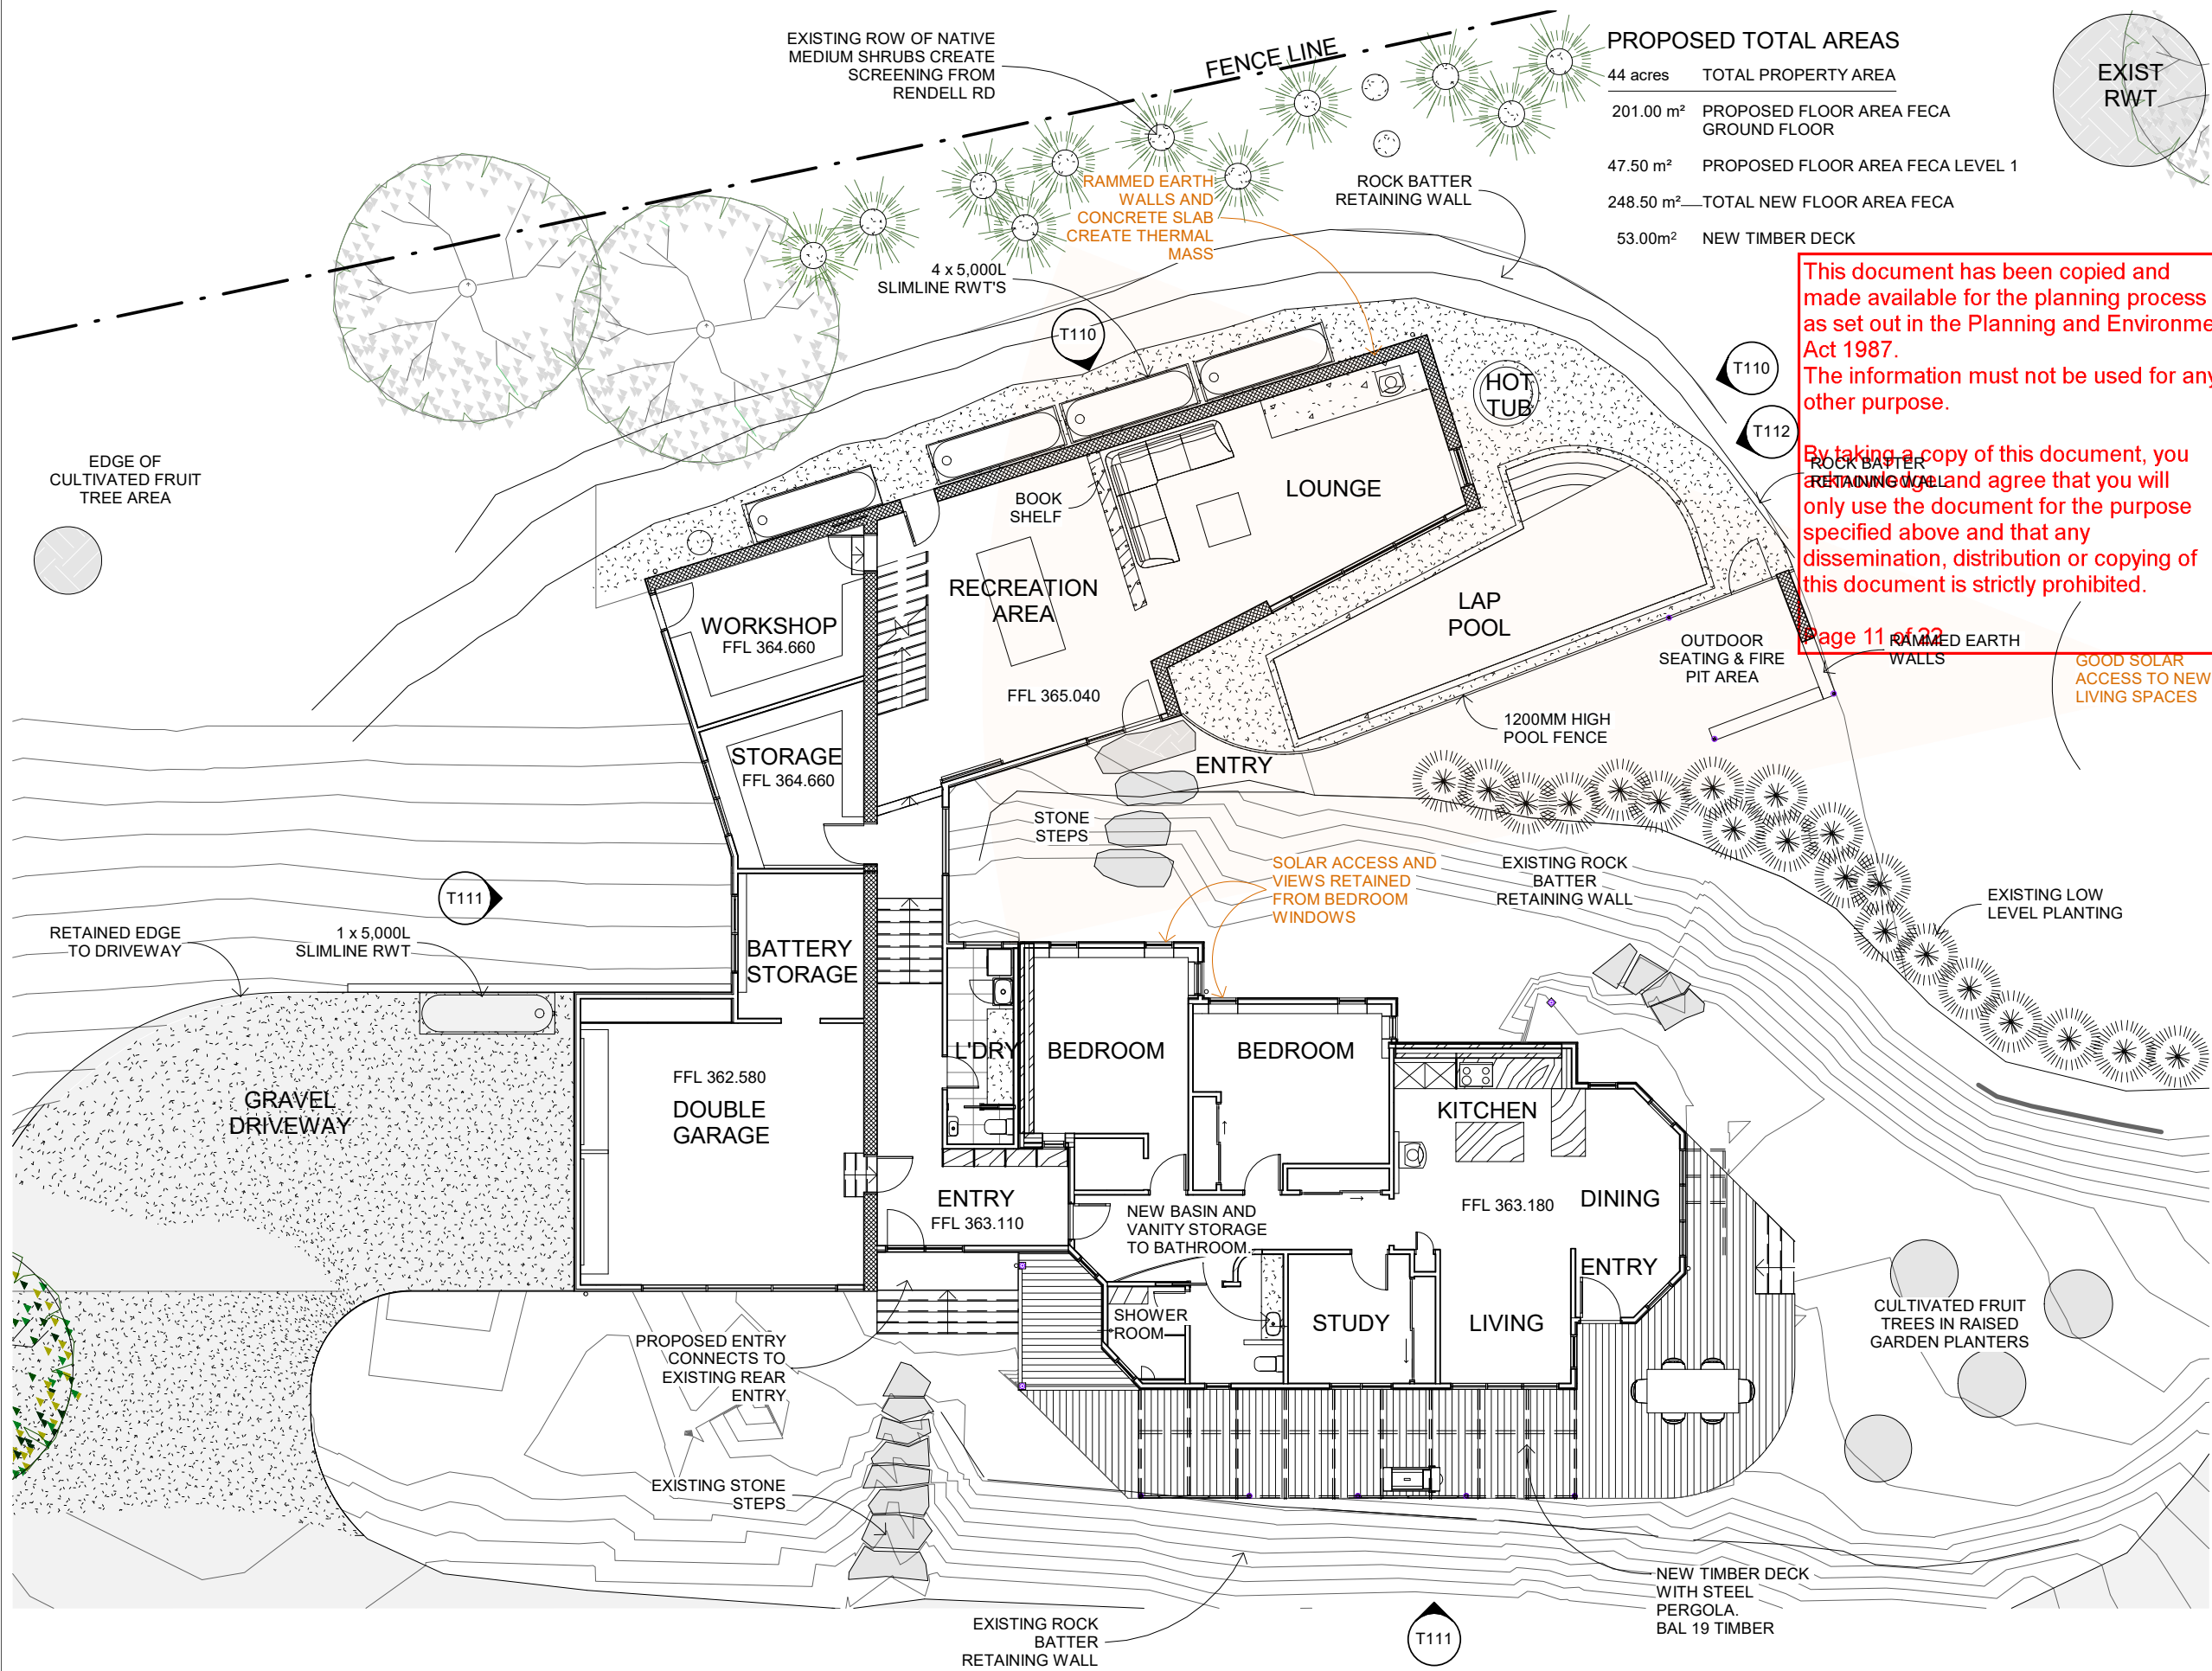 EXISTING ROW OF NATIVE
MEDIUM SHRUBS CREATE
SCREENING FROM
RENDELL RD
FENCE LINE
PROPOSED TOTAL AREAS
44 acres TOTAL PROPERTY AREA
201.00 m² PROPOSED FLOOR AREA FECA
GROUND FLOOR
47.50 m² PROPOSED FLOOR AREA FECA LEVEL 1
248.50 m² TOTAL NEW FLOOR AREA FECA
53.00m² NEW TIMBER DECK
EXIST
RWT
This document has been copied and
made available for the planning process
as set out in the Planning and Environme
Act 1987.
The information must not be used for any
other purpose.
By taking a copy of this document, you
acknowledge and agree that you will
only use the document for the purpose
specified above and that any
dissemination, distribution or copying of
this document is strictly prohibited.
Page 11 of 22
RAMMED EARTH
WALLS AND
CONCRETE SLAB
CREATE THERMAL
MASS
ROCK BATTER
RETAINING WALL
4 x 5,000L
SLIMLINE RWT'S
T110
T110
T112
ROCK BATTER
RETAINING WALL
HOT
TUB
EDGE OF
CULTIVATED FRUIT
TREE AREA
BOOK
SHELF
LOUNGE
RECREATION
AREA
WORKSHOP
FFL 364.660
LAP
POOL
OUTDOOR
SEATING & FIRE
PIT AREA
RAMMED EARTH
WALLS
GOOD SOLAR
ACCESS TO NEW
LIVING SPACES
FFL 365.040
1200MM HIGH
POOL FENCE
STORAGE
FFL 364.660
ENTRY
STONE
STEPS
SOLAR ACCESS AND
VIEWS RETAINED
FROM BEDROOM
WINDOWS
EXISTING ROCK
BATTER
RETAINING WALL
EXISTING LOW
LEVEL PLANTING
T111
RETAINED EDGE
TO DRIVEWAY
1 x 5,000L
SLIMLINE RWT
BATTERY
STORAGE
L'DRY
BEDROOM
BEDROOM
FFL 362.580
DOUBLE
GARAGE
GRAVEL
DRIVEWAY
KITCHEN
ENTRY
FFL 363.110
NEW BASIN AND
VANITY STORAGE
TO BATHROOM.
FFL 363.180
DINING
ENTRY
SHOWER
ROOM
STUDY
LIVING
CULTIVATED FRUIT
TREES IN RAISED
GARDEN PLANTERS
PROPOSED ENTRY
CONNECTS TO
EXISTING REAR
ENTRY
EXISTING STONE
STEPS
NEW TIMBER DECK
WITH STEEL
PERGOLA.
BAL 19 TIMBER
EXISTING ROCK
BATTER
RETAINING WALL
T111